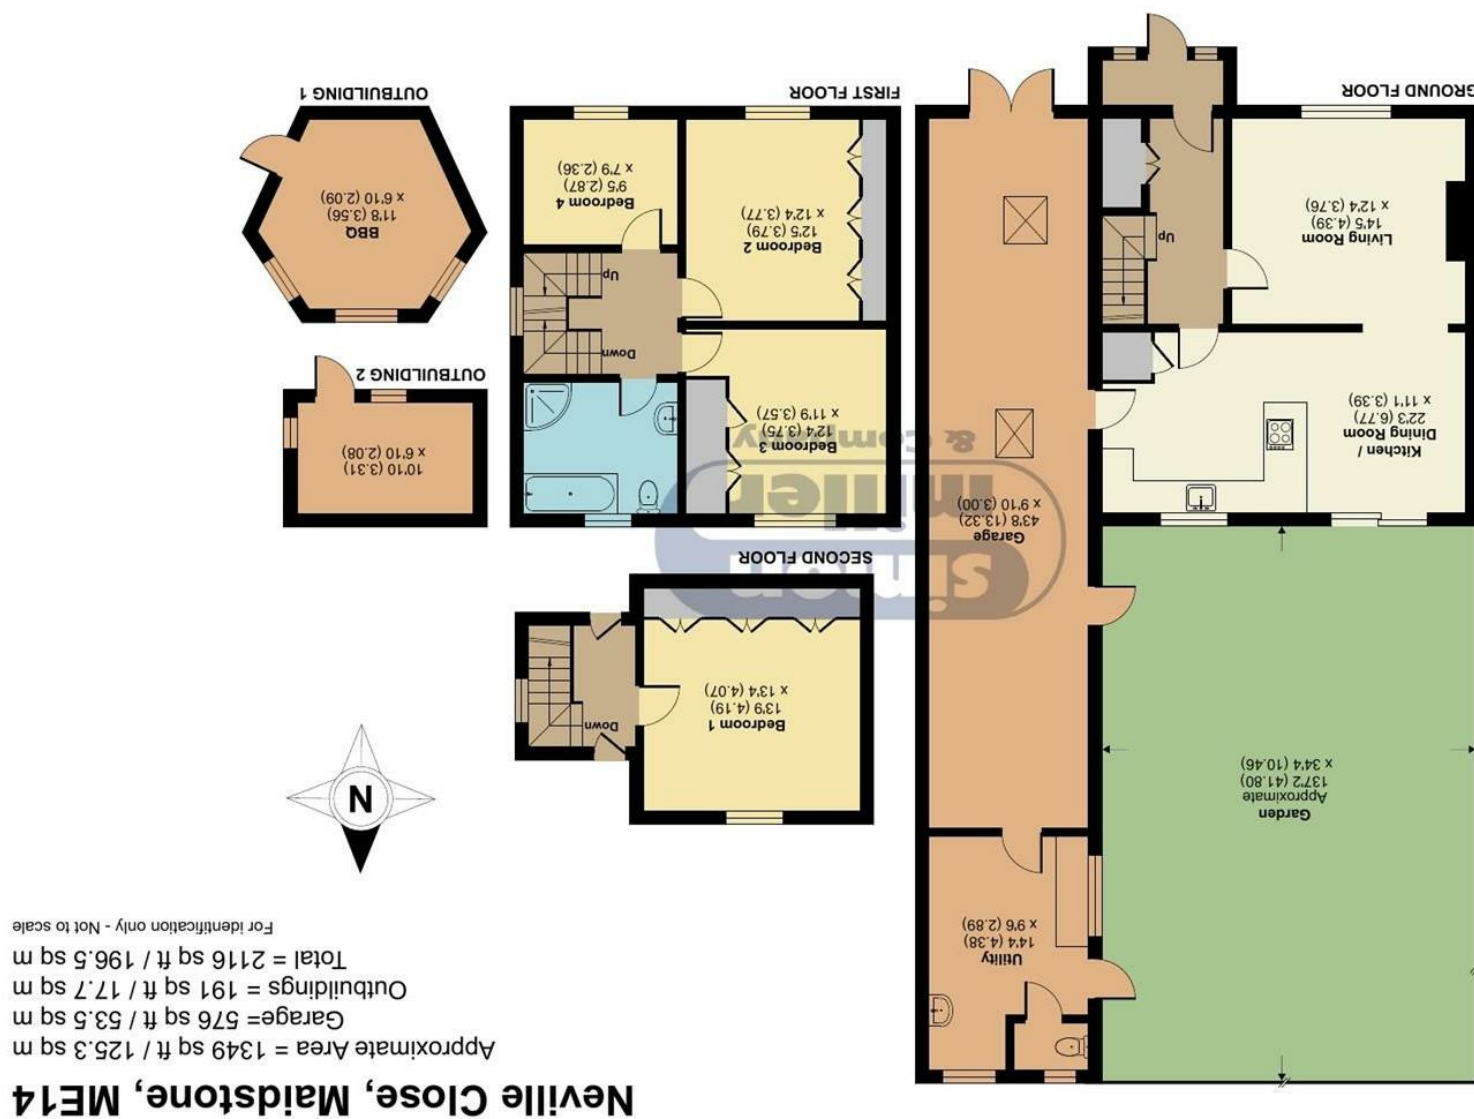 Neville Close, Maidstone, ME14
Approximate Area = 1349 sq ft / 125.3 sq m
Garage= 576 sq ft / 53.5 sq m
Outbuildings = 191 sq ft / 17.7 sq m
Total = 2116 sq ft / 196.5 sq m
For identification only - Not to scale
N
Garden
Approximate
137'2 (41.80)
x 34'4 (10.46)
Utility
14'4 (4.38)
x 9'6 (2.89)
Garage
43'8 (13.32)
x 9'10 (3.00)
Kitchen /
Dining Room
22'3 (6.77)
x 11'1 (3.39)
Living Room
14'5 (4.39)
x 12'4 (3.76)
Up
GROUND FLOOR
Bedroom 1
13'9 (4.19)
x 13'4 (4.07)
Down
SECOND FLOOR
Bedroom 3
12'4 (3.75)
x 11'9 (3.57)
Down
Up
Bedroom 2
12'5 (3.79)
x 12'4 (3.77)
Bedroom 4
9'5 (2.87)
x 7'9 (2.36)
FIRST FLOOR
10'10 (3.31)
x 6'10 (2.08)
OUTBUILDING 2
BBQ
11'8 (3.56)
x 6'10 (2.09)
OUTBUILDING 1
simon
miller
& company